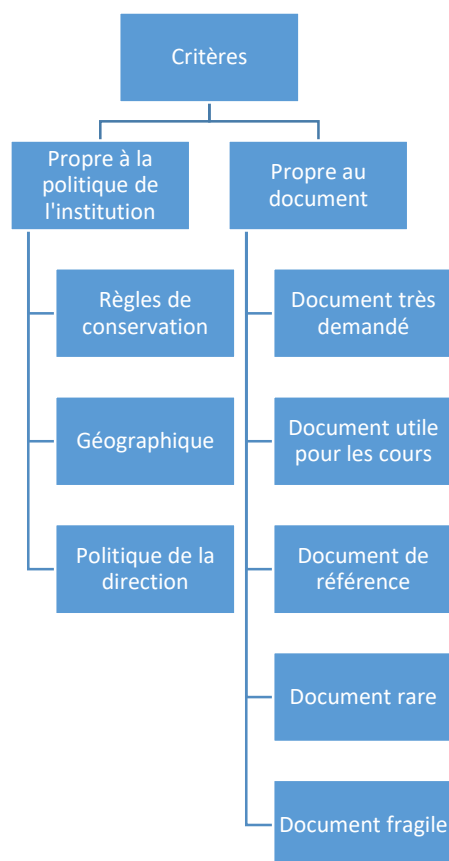 Critères
Propre à la
politique de
l'institution
Règles de
conservation
Géographique
Politique de la
direction
Propre au
document
Document très
demandé
Document utile
pour les cours
Document de
référence
Document rare
Document fragile